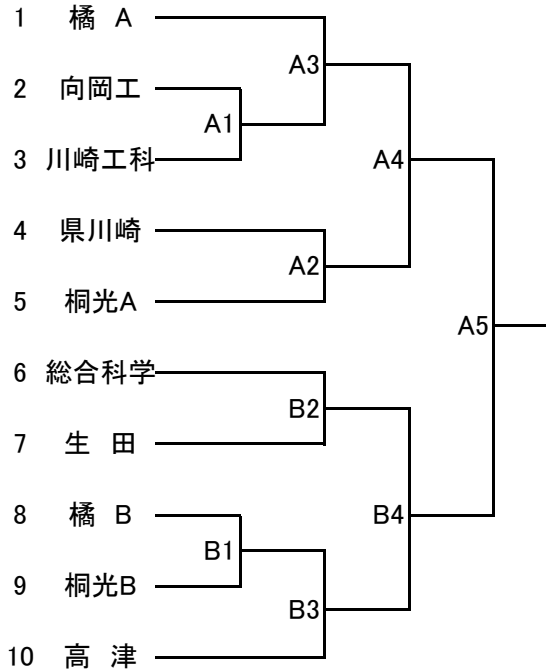 1 橘 A
A3
2 向岡工
A1
3 川崎工科
A4
4 県川崎
A2
5 桐光A
A5
6 総合科学
B2
7 生 田
8 橘 B
B4
B1
9 桐光B
B3
10 高 津